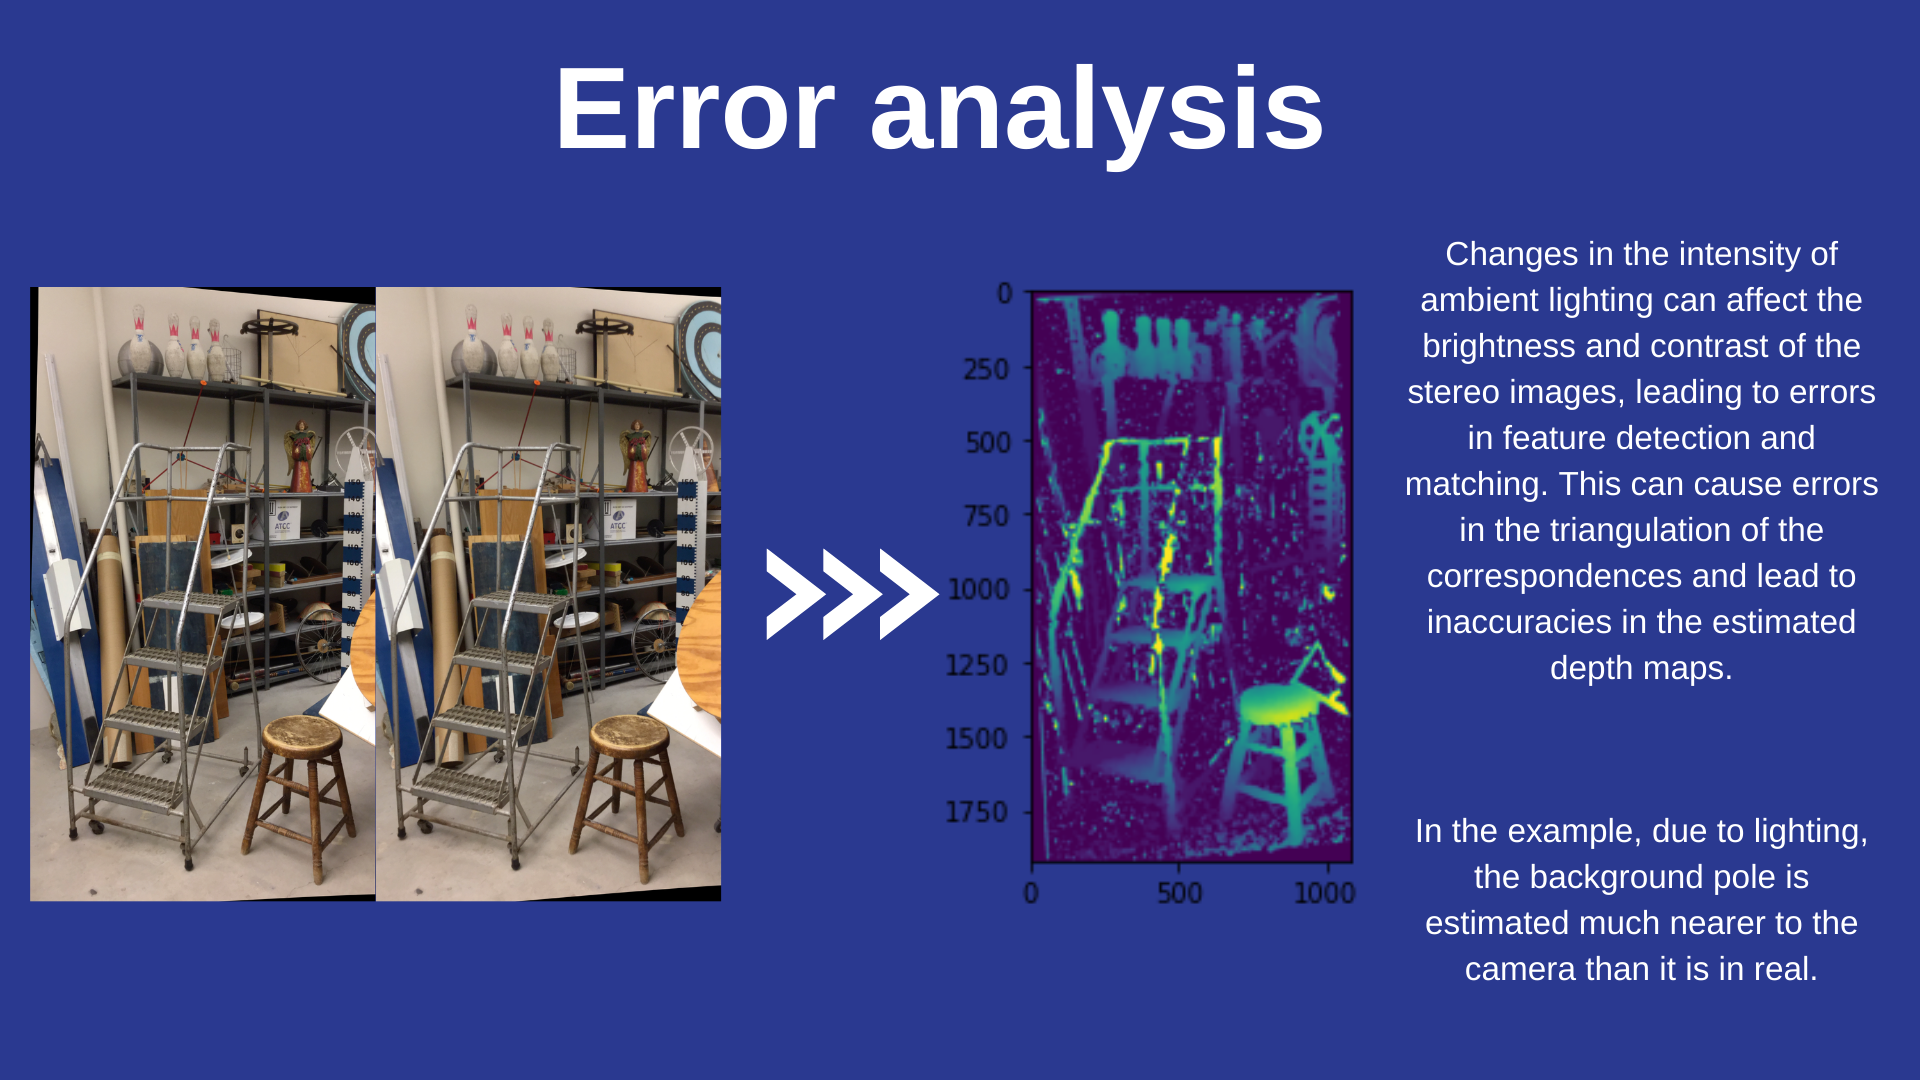 Error analysis
Changes in the intensity of
ambient lighting can affect the
brightness and contrast of the
stereo images, leading to errors
in feature detection and
matching. This can cause errors
in the triangulation of the
correspondences and lead to
inaccuracies in the estimated
depth maps.
In the example, due to lighting,
the background pole is
estimated much nearer to the
camera than it is in real.
0
250
500
750
1000
1250
1500
1750
0 500 1000
ATCC
ATCC